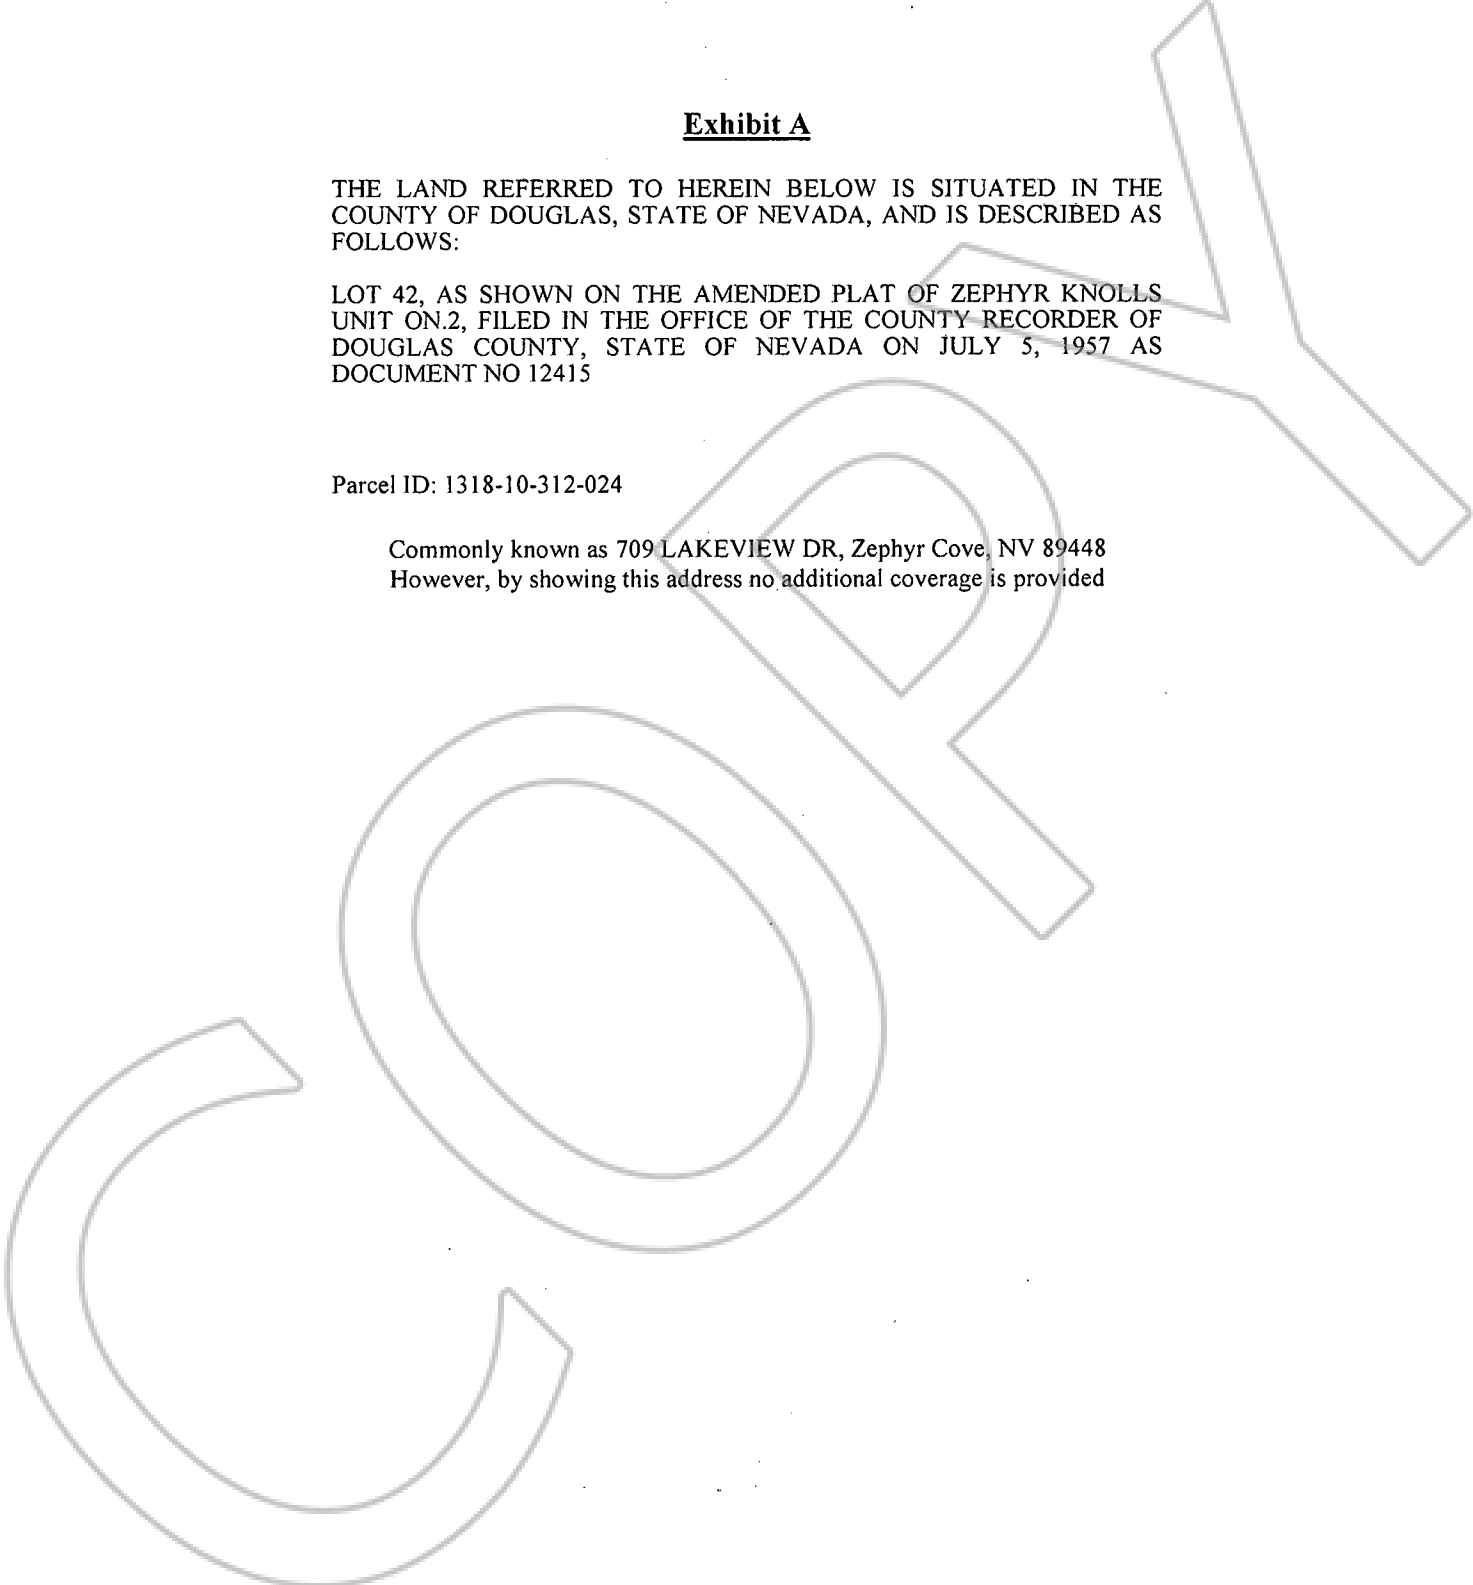 Exhibit A
THE LAND REFERRED TO HEREIN BELOW IS SITUATED IN THE
COUNTY OF DOUGLAS, STATE OF NEVADA, AND IS DESCRIBED AS
FOLLOWS:
LOT 42, AS SHOWN ON THE AMENDED PLAT OF ZEPHYR KNOLLS
UNIT ON.2, FILED IN THE OFFICE OF THE COUNTY RECORDER OF
DOUGLAS COUNTY, STATE OF NEVADA ON JULY 5, 1957 AS
DOCUMENT NO 12415
Parcel ID: 1318-10-312-024
Commonly known as 709 LAKEVIEW DR, Zephyr Cove, NV 89448
However, by showing this address no additional coverage is provided
COPY